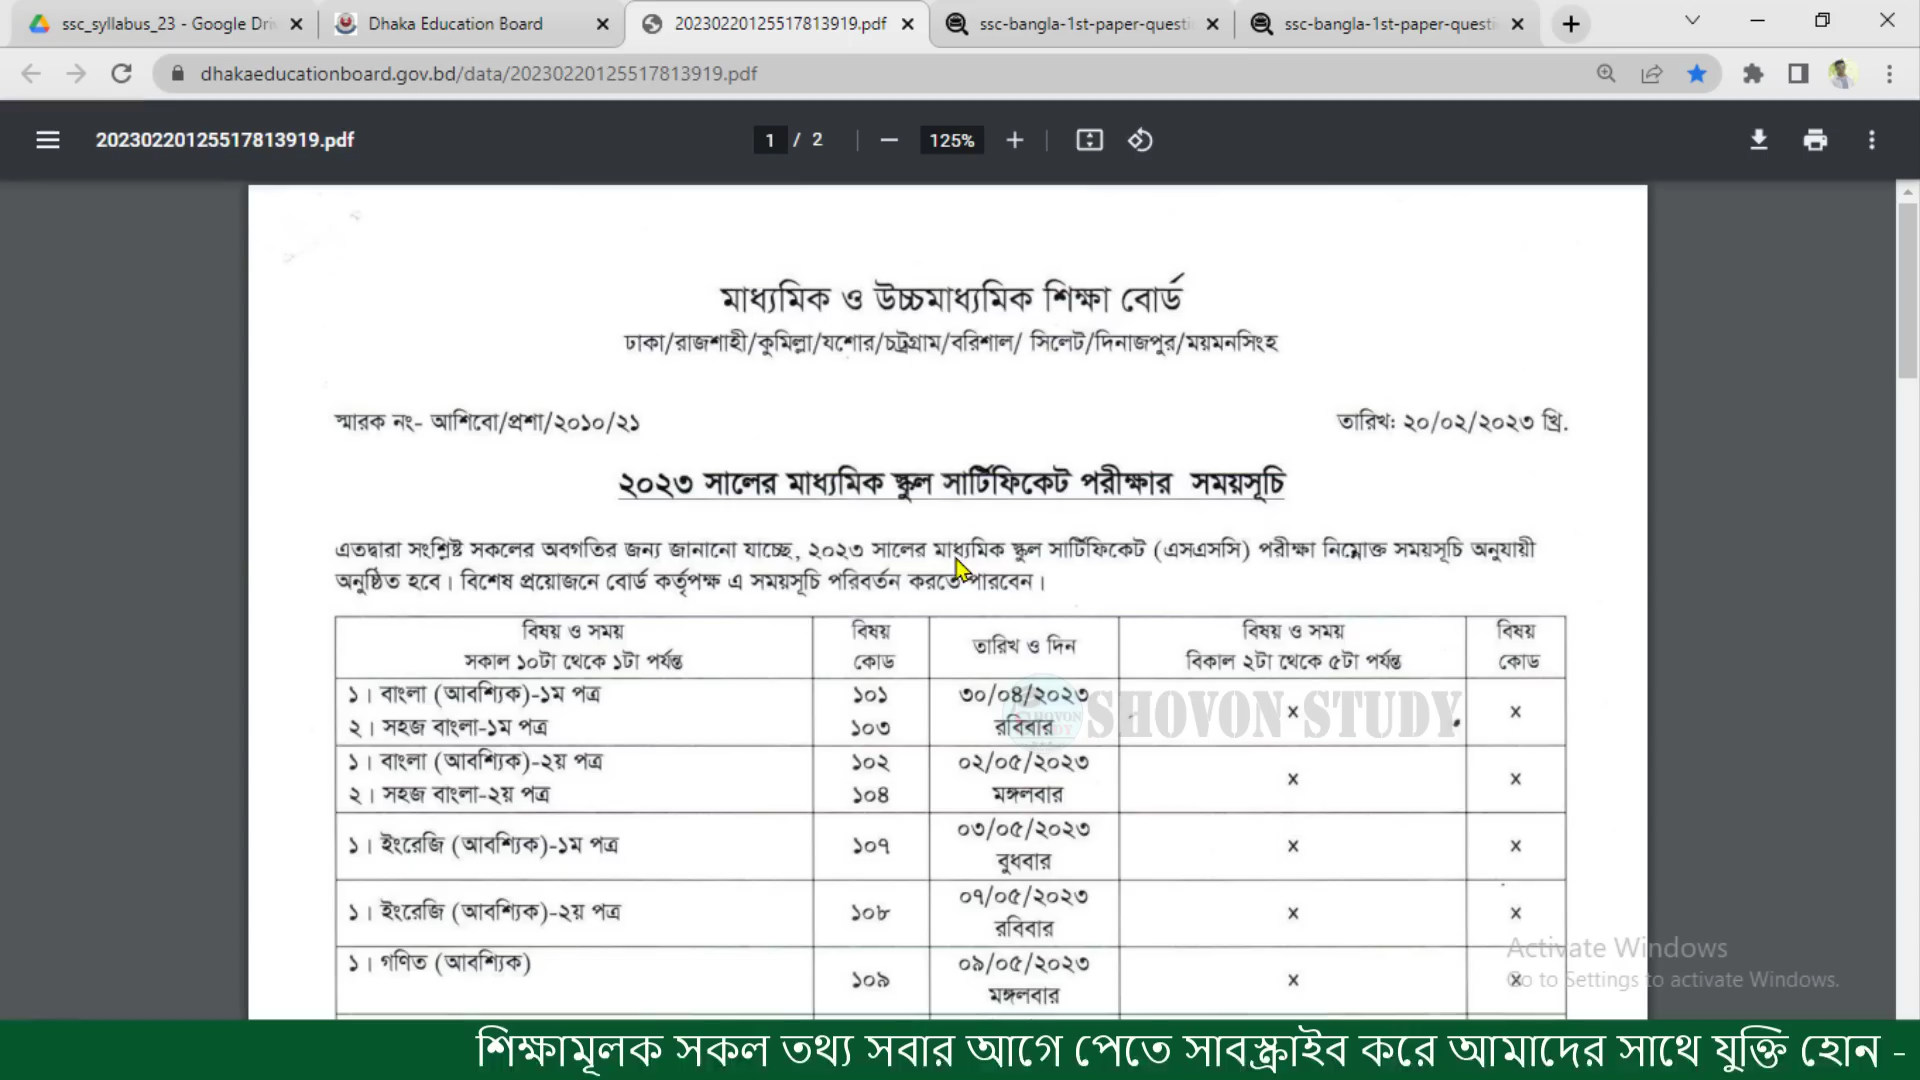 ssc_syllabus_23 - Google Dri
Dhaka Education Board
20230220125517813919.pdf
ssc-bangla-1st-paper-questi
ssc-bangla-1st-paper-questi
dhakaeducationboard.gov.bd/data/20230220125517813919.pdf
20230220125517813919.pdf
1 / 2
125%
মাধ্যমিক ও উচ্চমাধ্যমিক শিক্ষা বোর্ড
ঢাকা/রাজশাহী/কুমিল্লা/যশোর/চট্রগ্রাম/বরিশাল/ সিলেট/দিনাজপুর/ময়মনসিংহ
স্মারক নং- আশিবো/প্রশা/২০১০/২১
তারিখ: ২০/০২/২০২৩ খ্রি.
২০২৩ সালের মাধ্যমিক স্কুল সার্টিফিকেট পরীক্ষার সময়সূচি
এতদ্বারা সংশ্লিষ্ট সকলের অবগতির জন্য জানানো যাচ্ছে, ২০২৩ সালের মাধ্যমিক স্কুল সার্টিফিকেট (এসএসসি) পরীক্ষা নিম্নোক্ত সময়সূচি অনুযায়ী
অনুষ্ঠিত হবে। বিশেষ প্রয়োজনে বোর্ড কর্তৃপক্ষ এ সময়সূচি পরিবর্তন করতে পারবেন।
বিষয় ও সময়
সকাল ১০টা থেকে ১টা পর্যন্ত
বিষয়
কোড
তারিখ ও দিন
বিষয় ও সময়
বিকাল ২টা থেকে ৫টা পর্যন্ত
বিষয়
কোড
১। বাংলা (আবশ্যিক)-১ম পত্র
২। সহজ বাংলা-১ম পত্র
১০১
১০৩
৩০/০৪/২০২৩
রবিবার
x
x
SHOVON STUDY
১। বাংলা (আবশ্যিক)-২য় পত্র
২। সহজ বাংলা-২য় পত্র
১০২
১০৪
০২/০৫/২০২৩
মঙ্গলবার
x
x
১। ইংরেজি (আবশ্যিক)-১ম পত্র
১০৭
০৩/০৫/২০২৩
বুধবার
x
x
১। ইংরেজি (আবশ্যিক)-২য় পত্র
১০৮
০৭/০৫/২০২৩
রবিবার
x
x
১। গণিত (আবশ্যিক)
১০৯
০৯/০৫/২০২৩
মঙ্গলবার
x
x
Activate Windows
Go to Settings to activate Windows.
শিক্ষামূলক সকল তথ্য সবার আগে পেতে সাবস্ক্রাইব করে আমাদের সাথে যুক্তি হোন -